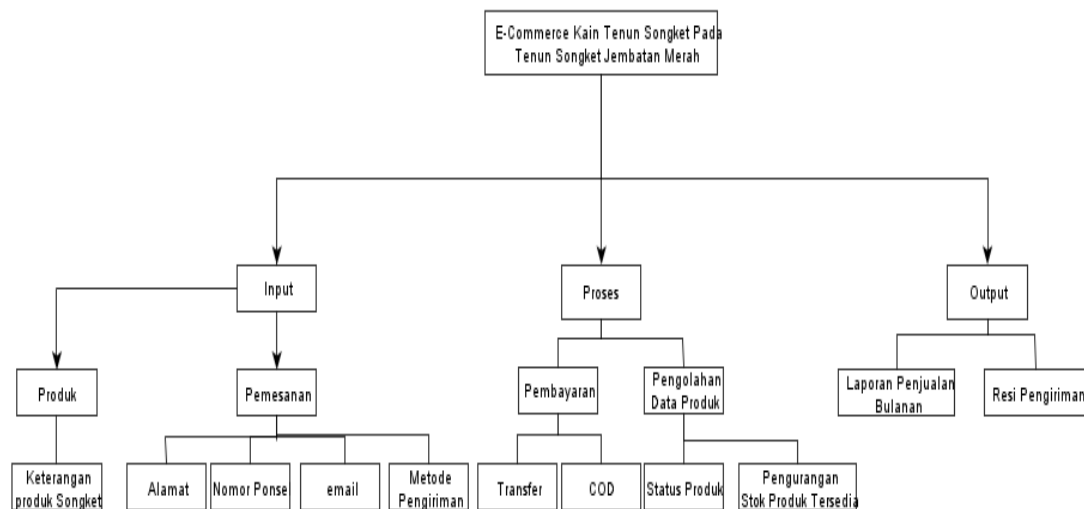 E-Commerce Kain Tenun Songket Pada
Tenun Songket Jembatan Merah
Input
Proses
Output
Produk
Pemesanan
Pembayaran
Pengolahan
Data Produk
Laporan Penjualan
Bulanan
Resi Pengiriman
Keterangan
produk Songket
Alamat
Nomor Ponse
email
Metode
Pengiriman
Transfer
COD
Status Produk
Pengurangan
Stok Produk Tersedia